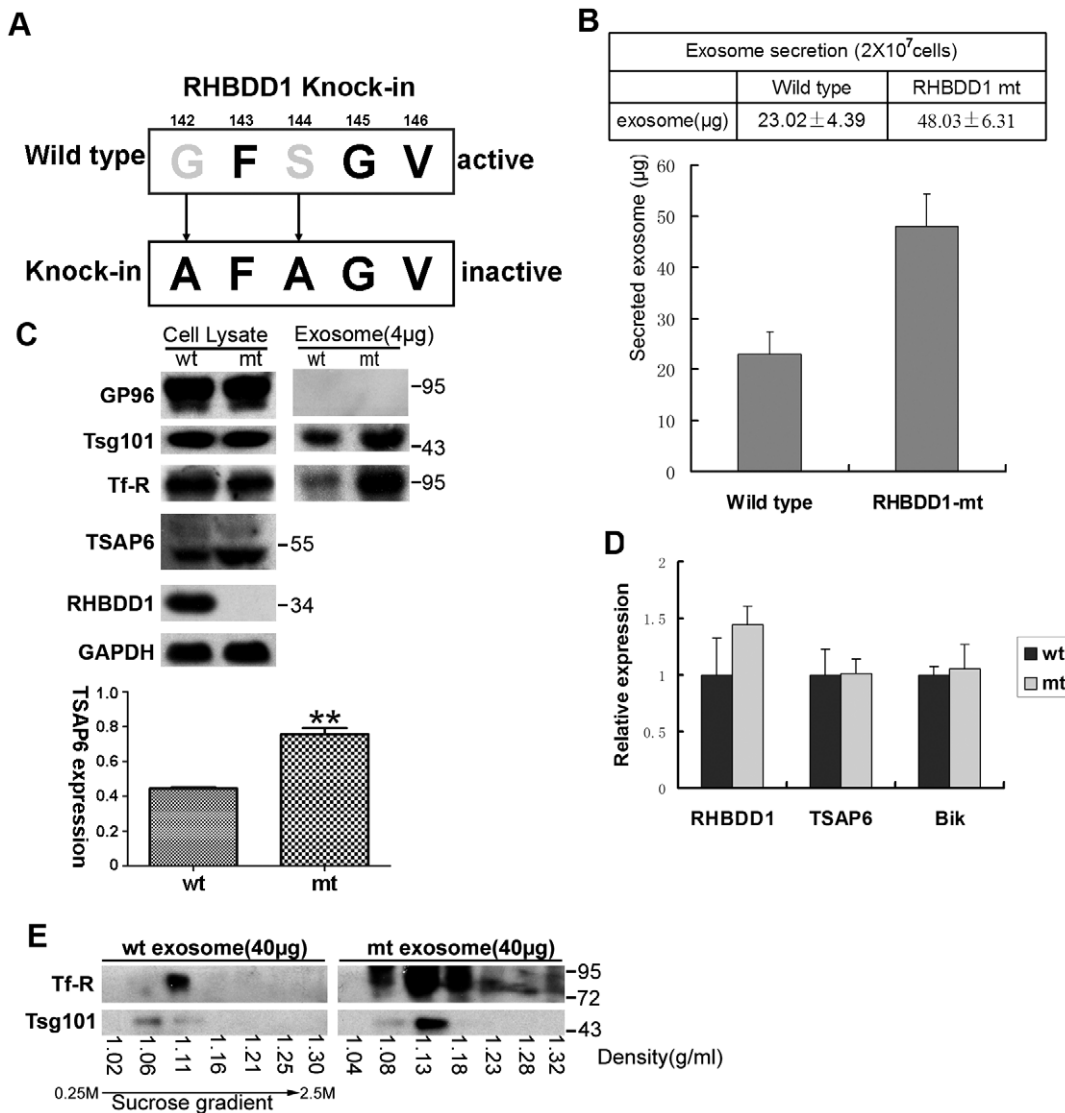 A
RHBDD1 Knock-in
142 143 144 145 146
Wild type G F S G V active
Knock-in A F A G V inactive
B
Exosome secretion (2X10⁷cells)
Wild type RHBDD1 mt
exosome(μg) 23.02±4.39 48.03±6.31
Secreted exosome (μg)
60
50
40
30
20
10
0
Wild type RHBDD1-mt
C
Cell Lysate Exosome(4μg)
wt mt wt mt
GP96 -95
Tsg101 -43
Tf-R -95
TSAP6 -55
RHBDD1 -34
GAPDH
TSAP6 expression
0.8
0.6
0.4
0.2
0
**
wt mt
D
Relative expression
2
1.5
1
0.5
0
wt
mt
RHBDD1 TSAP6 Bik
E
wt exosome(40μg) mt exosome(40μg)
Tf-R -95
-72
Tsg101 -43
1.02 1.06 1.11 1.16 1.21 1.25 1.30 1.04 1.08 1.13 1.18 1.23 1.28 1.32 Density(g/ml)
0.25M 2.5M
Sucrose gradient